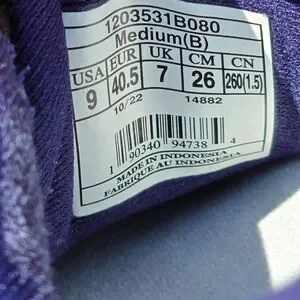 1203531B080
Medium(B)
USA EUR UK CM CN
9 40.5 7 26 260(1.5)
10/22 14882
1 90340 94738 4
MADE IN INDONESIA
FABRIQUE AU INDONESIA